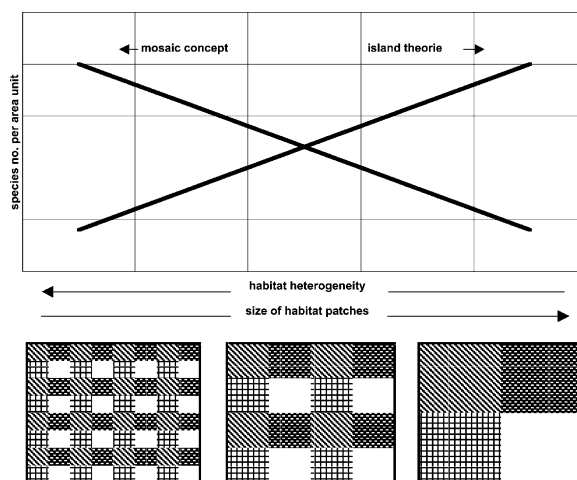 mosaic concept
island theorie
species no. per area unit
habitat heterogeneity
size of habitat patches